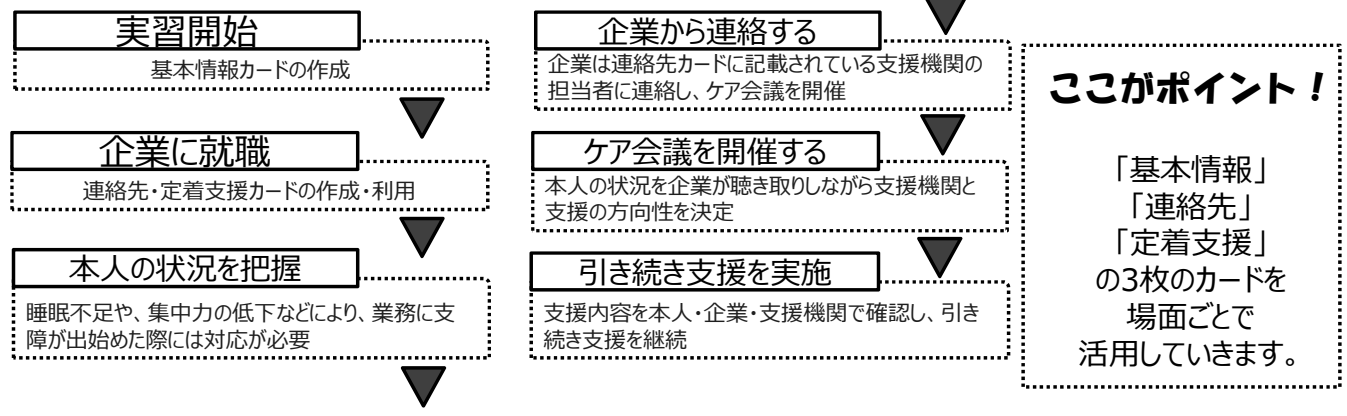 実習開始
基本情報カードの作成
企業に就職
連絡先・定着支援カードの作成・利用
本人の状況を把握
睡眠不足や、集中力の低下などにより、業務に支
障が出始めた際には対応が必要
企業から連絡する
企業は連絡先カードに記載されている支援機関の
担当者に連絡し、ケア会議を開催
ケア会議を開催する
本人の状況を企業が聴き取りしながら支援機関と
支援の方向性を決定
引き続き支援を実施
支援内容を本人・企業・支援機関で確認し、引き
続き支援を継続
ここがポイント！
「基本情報」
「連絡先」
「定着支援」
の3枚のカードを
場面ごとで
活用していきます。